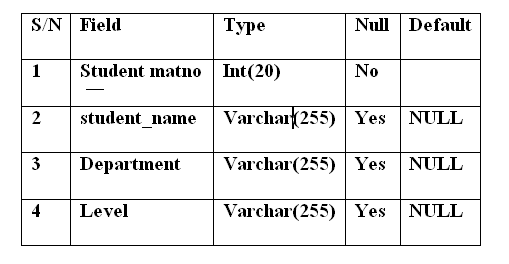 S/N Field Type Null Default
1 Student matno Int(20) No
2 student_name Varchar(255) Yes NULL
3 Department Varchar(255) Yes NULL
4 Level Varchar(255) Yes NULL